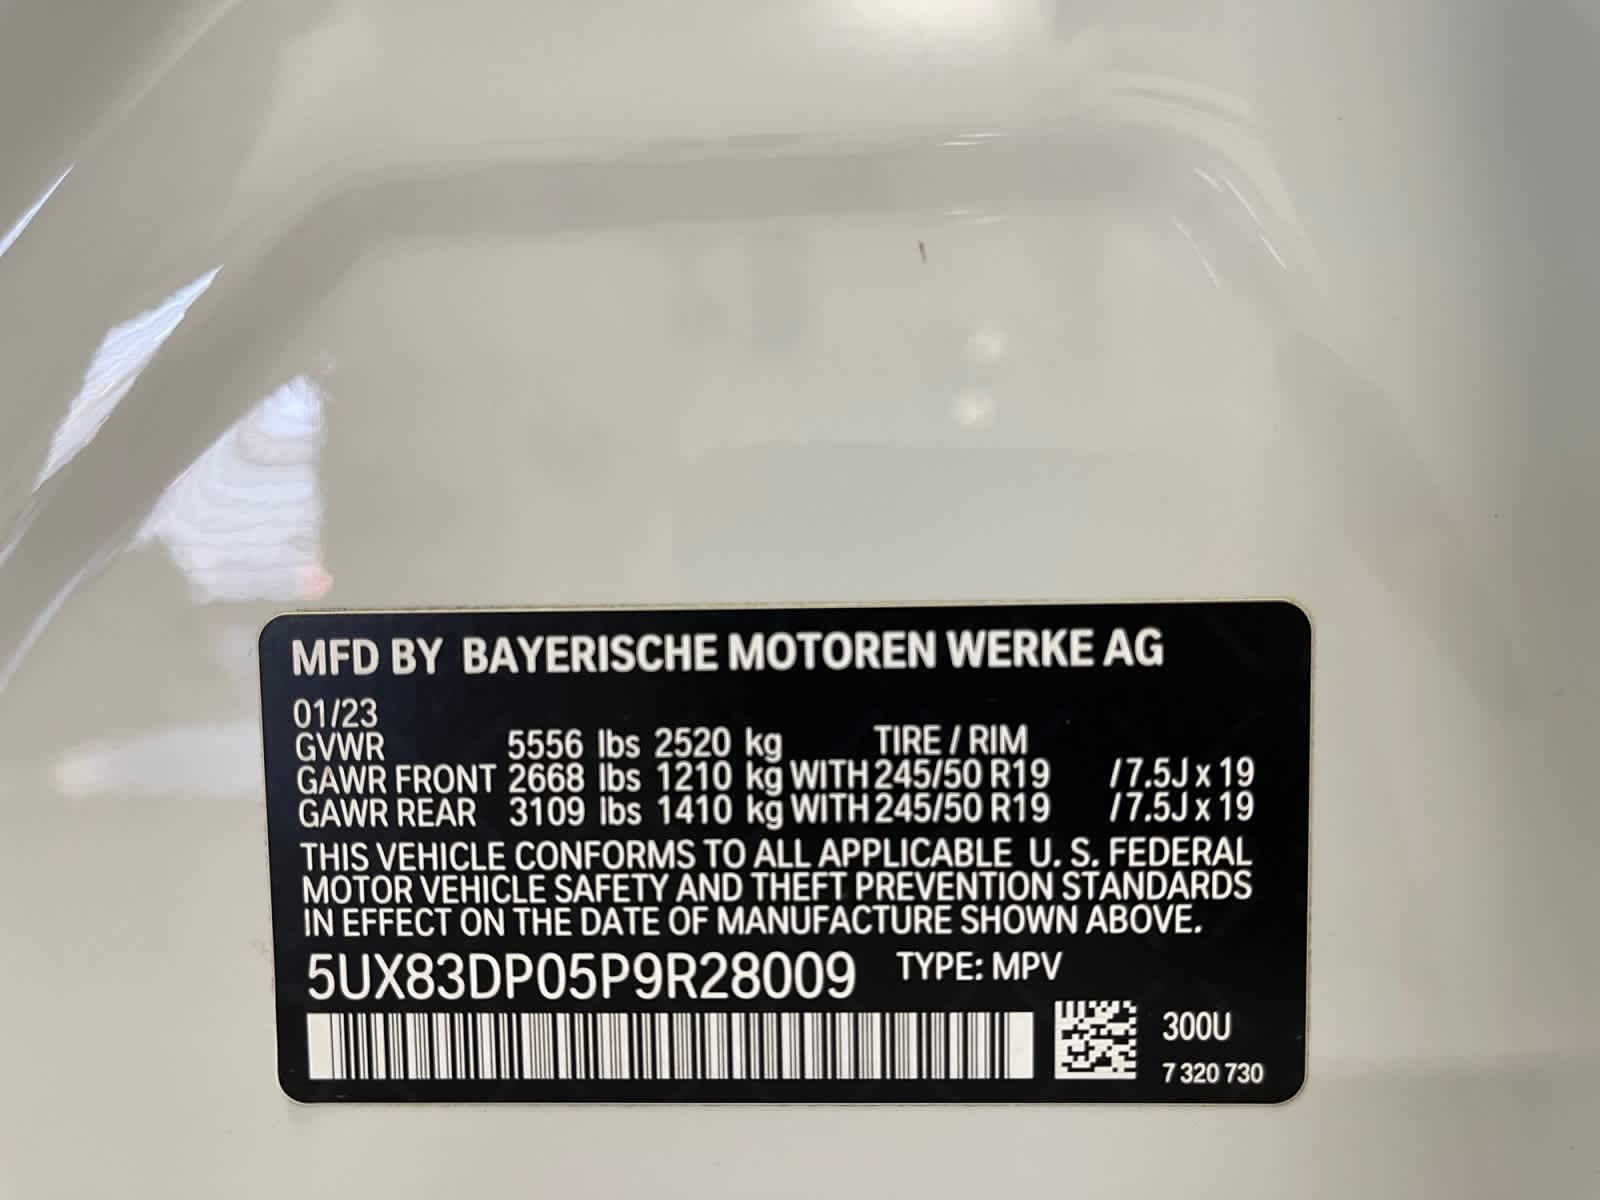 MFD BY BAYERISCHE MOTOREN WERKE AG
01/23
GVWR 5556 lbs 2520 kg TIRE / RIM
GAWR FRONT 2668 lbs 1210 kg WITH 245/50 R19 / 7.5J x 19
GAWR REAR 3109 lbs 1410 kg WITH 245/50 R19 / 7.5J x 19
THIS VEHICLE CONFORMS TO ALL APPLICABLE U. S. FEDERAL
MOTOR VEHICLE SAFETY AND THEFT PREVENTION STANDARDS
IN EFFECT ON THE DATE OF MANUFACTURE SHOWN ABOVE.
5UX83DP05P9R28009 TYPE: MPV
300U
7 320 730